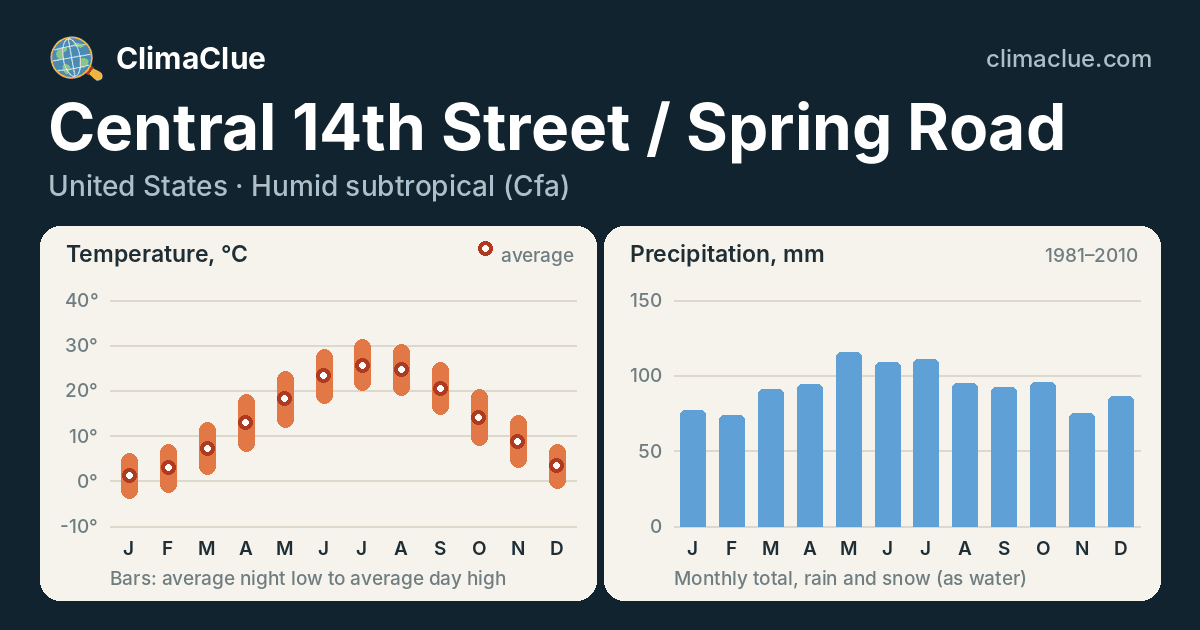 ClimaClue
climaclue.com
Central 14th Street / Spring Road
United States · Humid subtropical (Cfa)
Temperature, °C
average
40°
30°
20°
10°
0°
-10°
J F M A M J J A S O N D
Bars: average night low to average day high
Precipitation, mm
1981–2010
150
100
50
0
J F M A M J J A S O N D
Monthly total, rain and snow (as water)